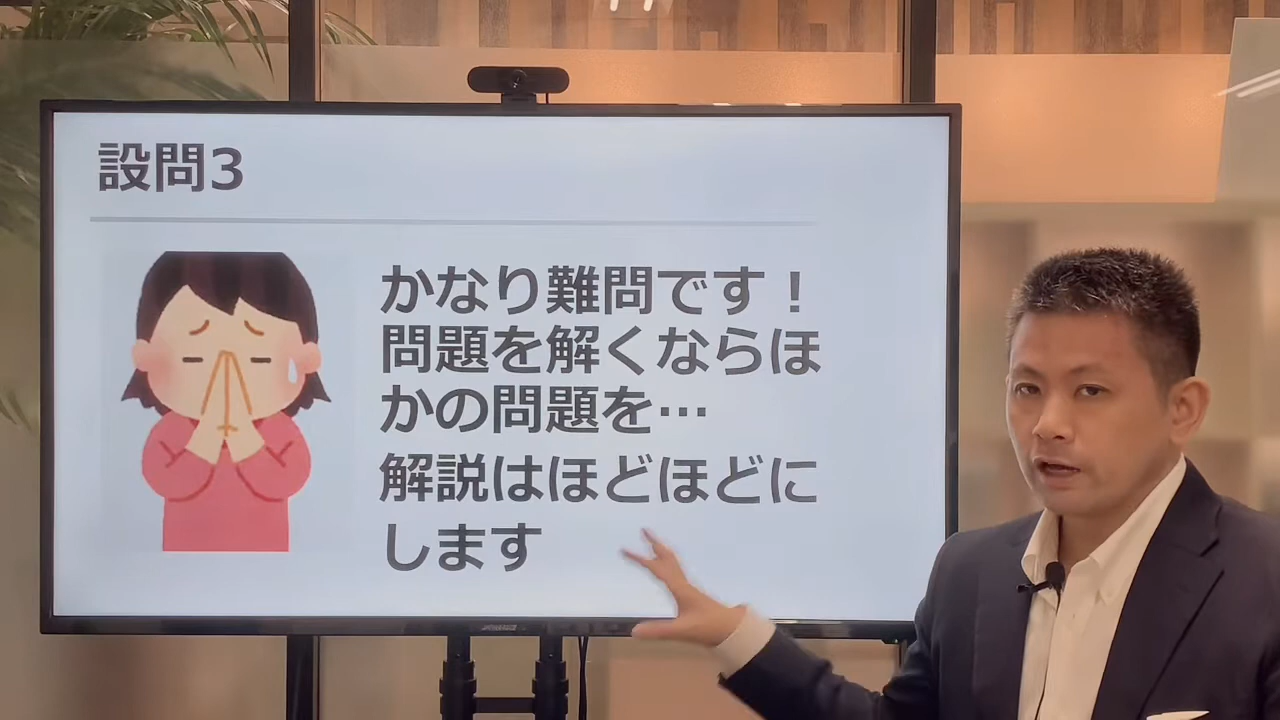 設問3
かなり難問です！
問題を解くならほ
かの問題を…
解説はほどほどに
します